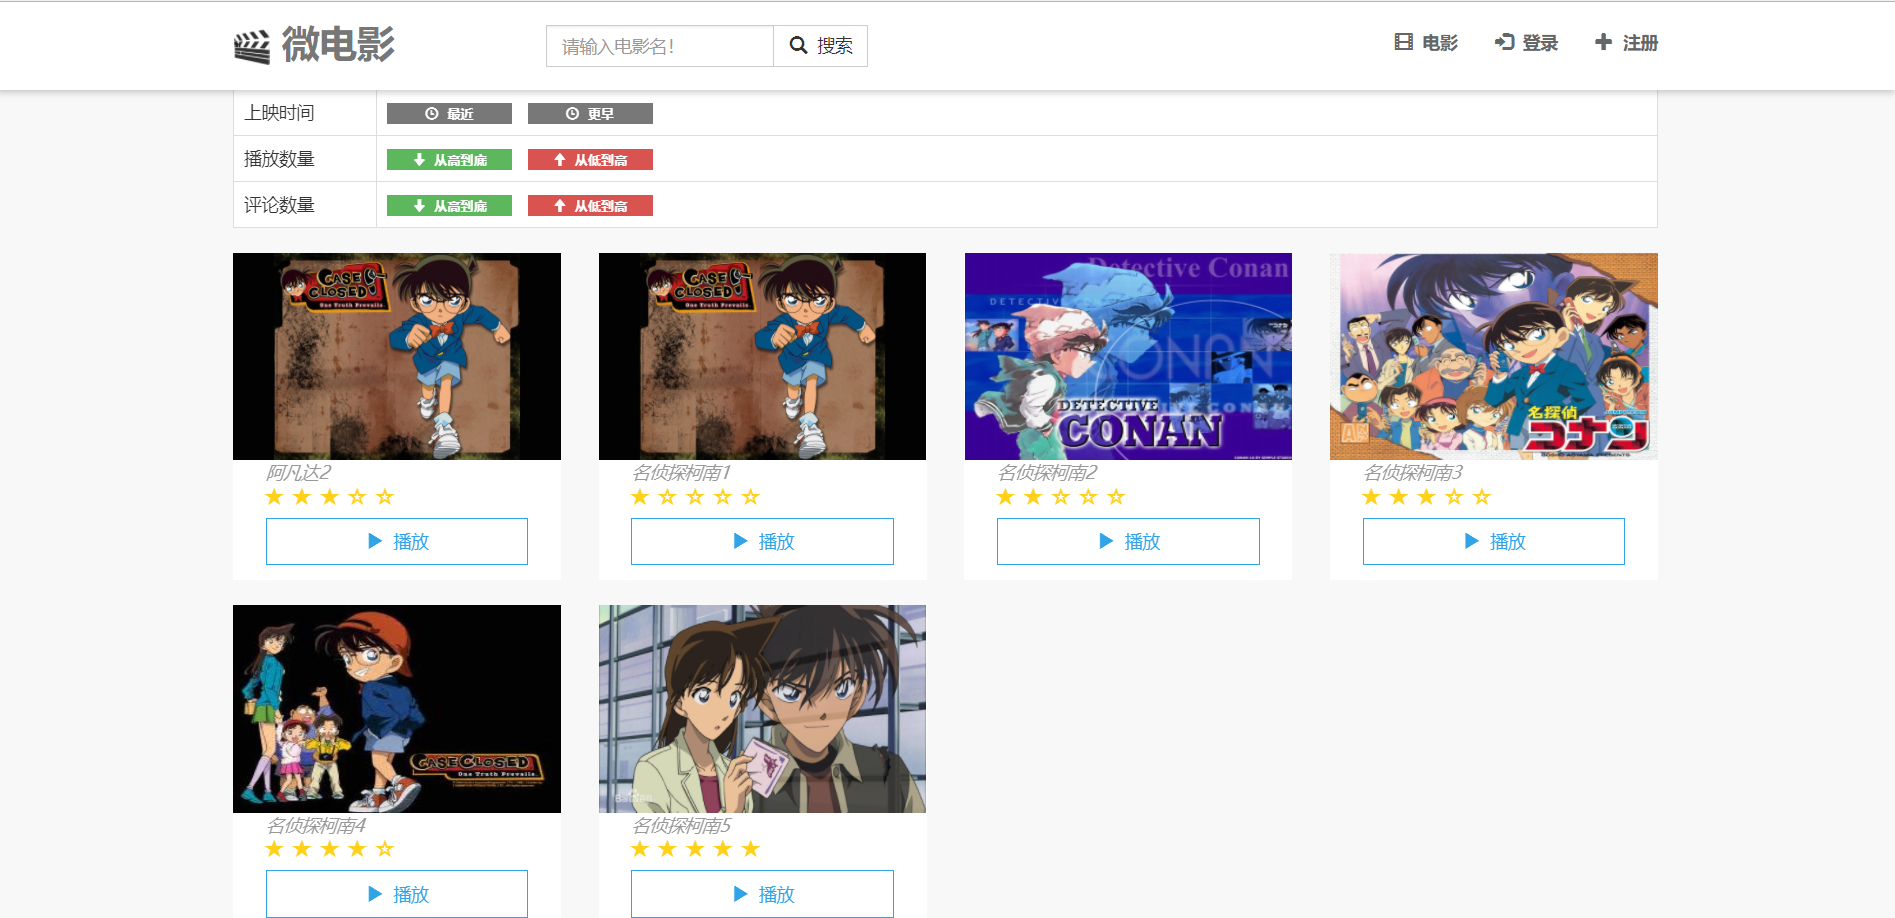 微电影
请输入电影名！
搜索
电影
登录
注册
上映时间
最近
更早
播放数量
从高到底
从低到高
评论数量
从高到底
从低到高
CASE CLOSED
One Truth Prevails
CASE CLOSED
One Truth Prevails
Detective Conan
DETECTIVE
CONAN
DETECTIVE
CONAN
名探偵
コナン
阿凡达2
名侦探柯南1
名侦探柯南2
名侦探柯南3
播放
播放
播放
播放
CASE CLOSED
One Truth Prevails.
名侦探柯南4
名侦探柯南5
播放
播放